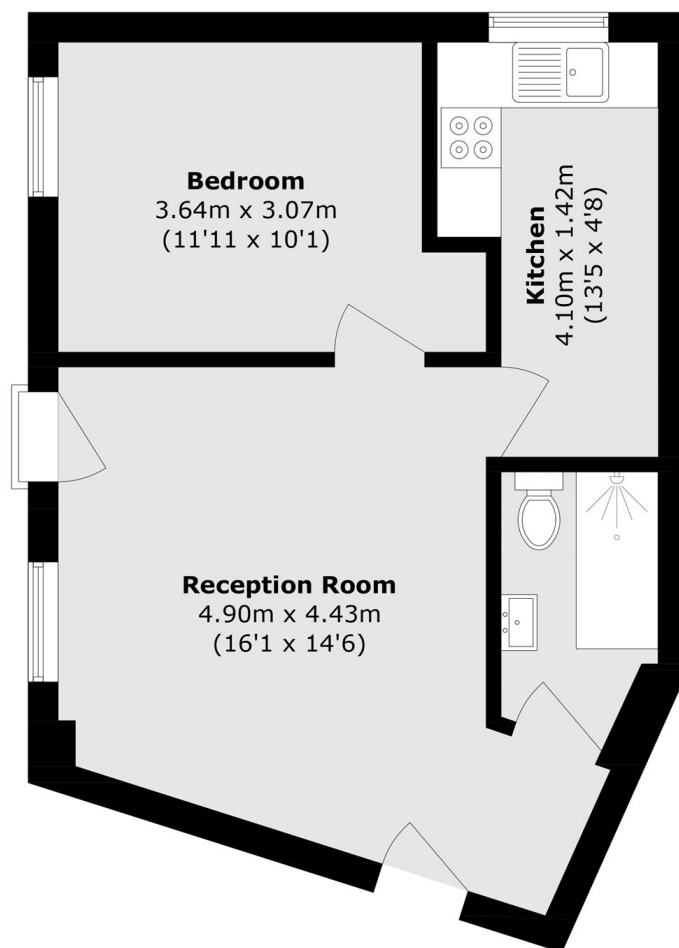 Bedroom
3.64m x 3.07m
(11'11 x 10'1)
Kitchen
4.10m x 1.42m
(13'5 x 4'8)
Reception Room
4.90m x 4.43m
(16'1 x 14'6)